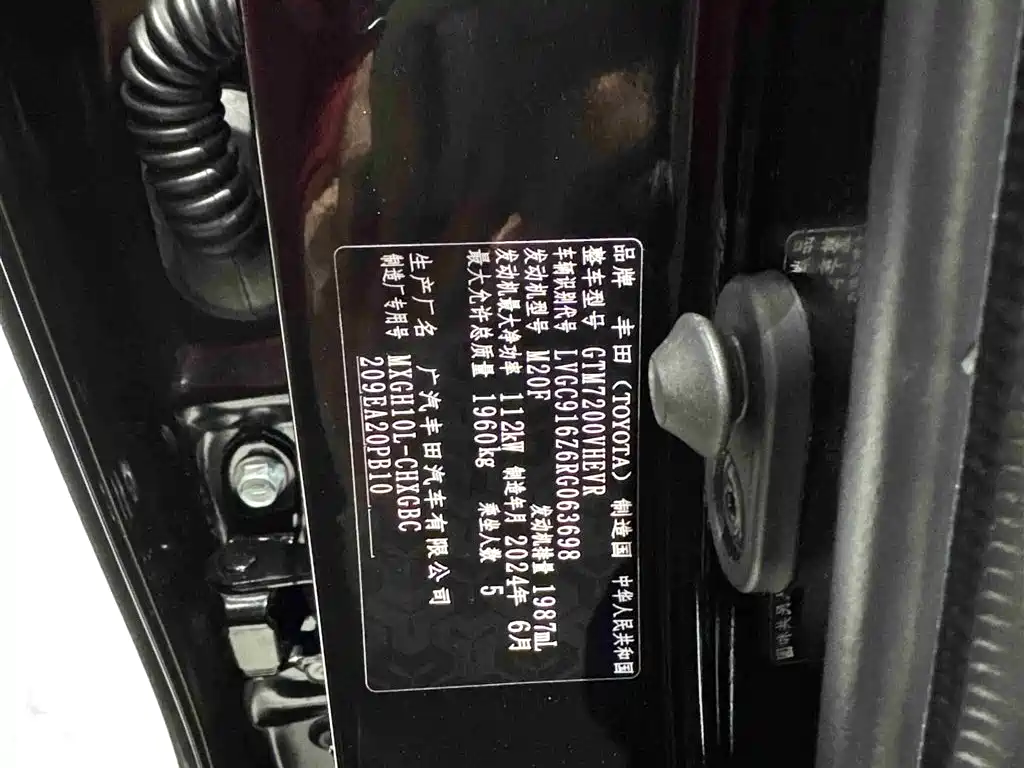 品牌 丰田（TOYOTA） 制造国 中华人民共和国
整车型号 GTM7200VHEVR
车辆识别代号 LVGC916Z6RG063698
发动机型号 M20F 发动机排量 1987mL
发动机最大净功率 112kW 制造年月 2024年 6月
最大允许总质量 1960kg 乘坐人数 5
生产厂名 广汽丰田汽车有限公司
制造厂专用号 MXGH10L-CHXGBC
209EA20PB10